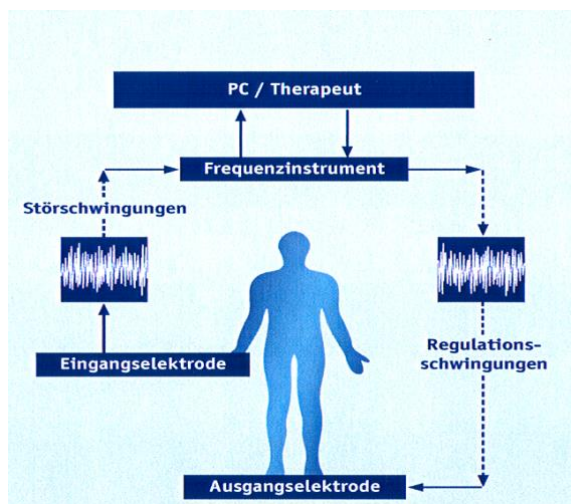 PC / Therapeut
Frequenzinstrument
Störschwingungen
Eingangselektrode
Regulations-
schwingungen
Ausgangselektrode